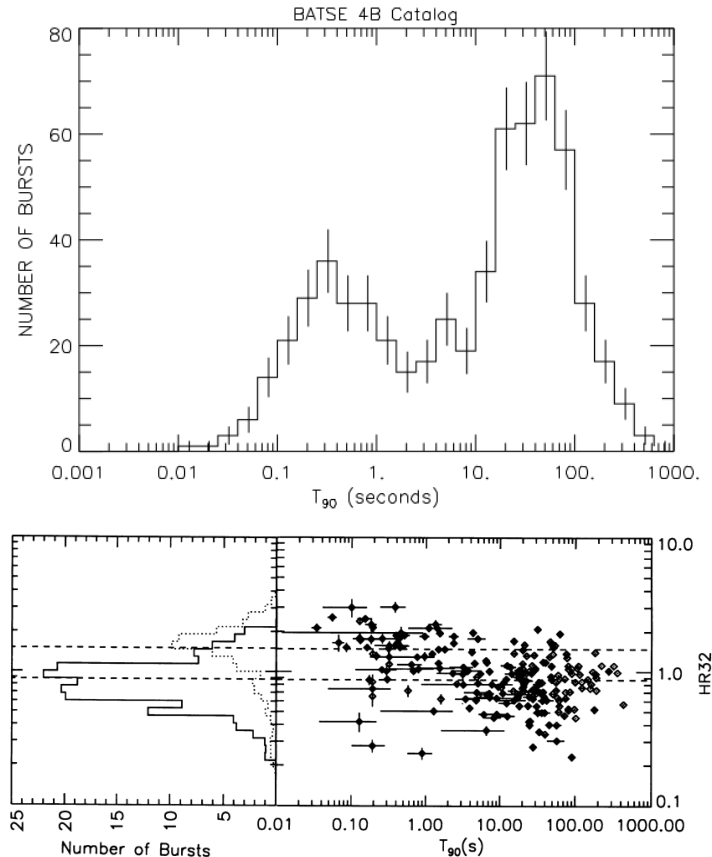 BATSE 4B Catalog
80
60
40
20
0
NUMBER OF BURSTS
0.001 0.01 0.1 1. 10. 100. 1000.
T90 (seconds)
10.0
1.0
0.1
HR32
25 20 15 10 5 0.01 0.10 1.00 10.00 100.00 1000.00
Number of Bursts T90(s)